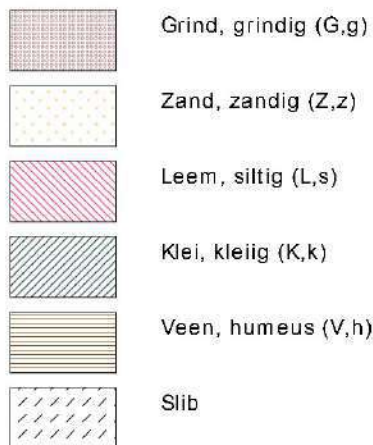 Grind, grindig (G,g)
Zand, zandig (Z,z)
Leem, siltig (L,s)
Klei, kleiig (K,k)
Veen, humeus (V,h)
Slib